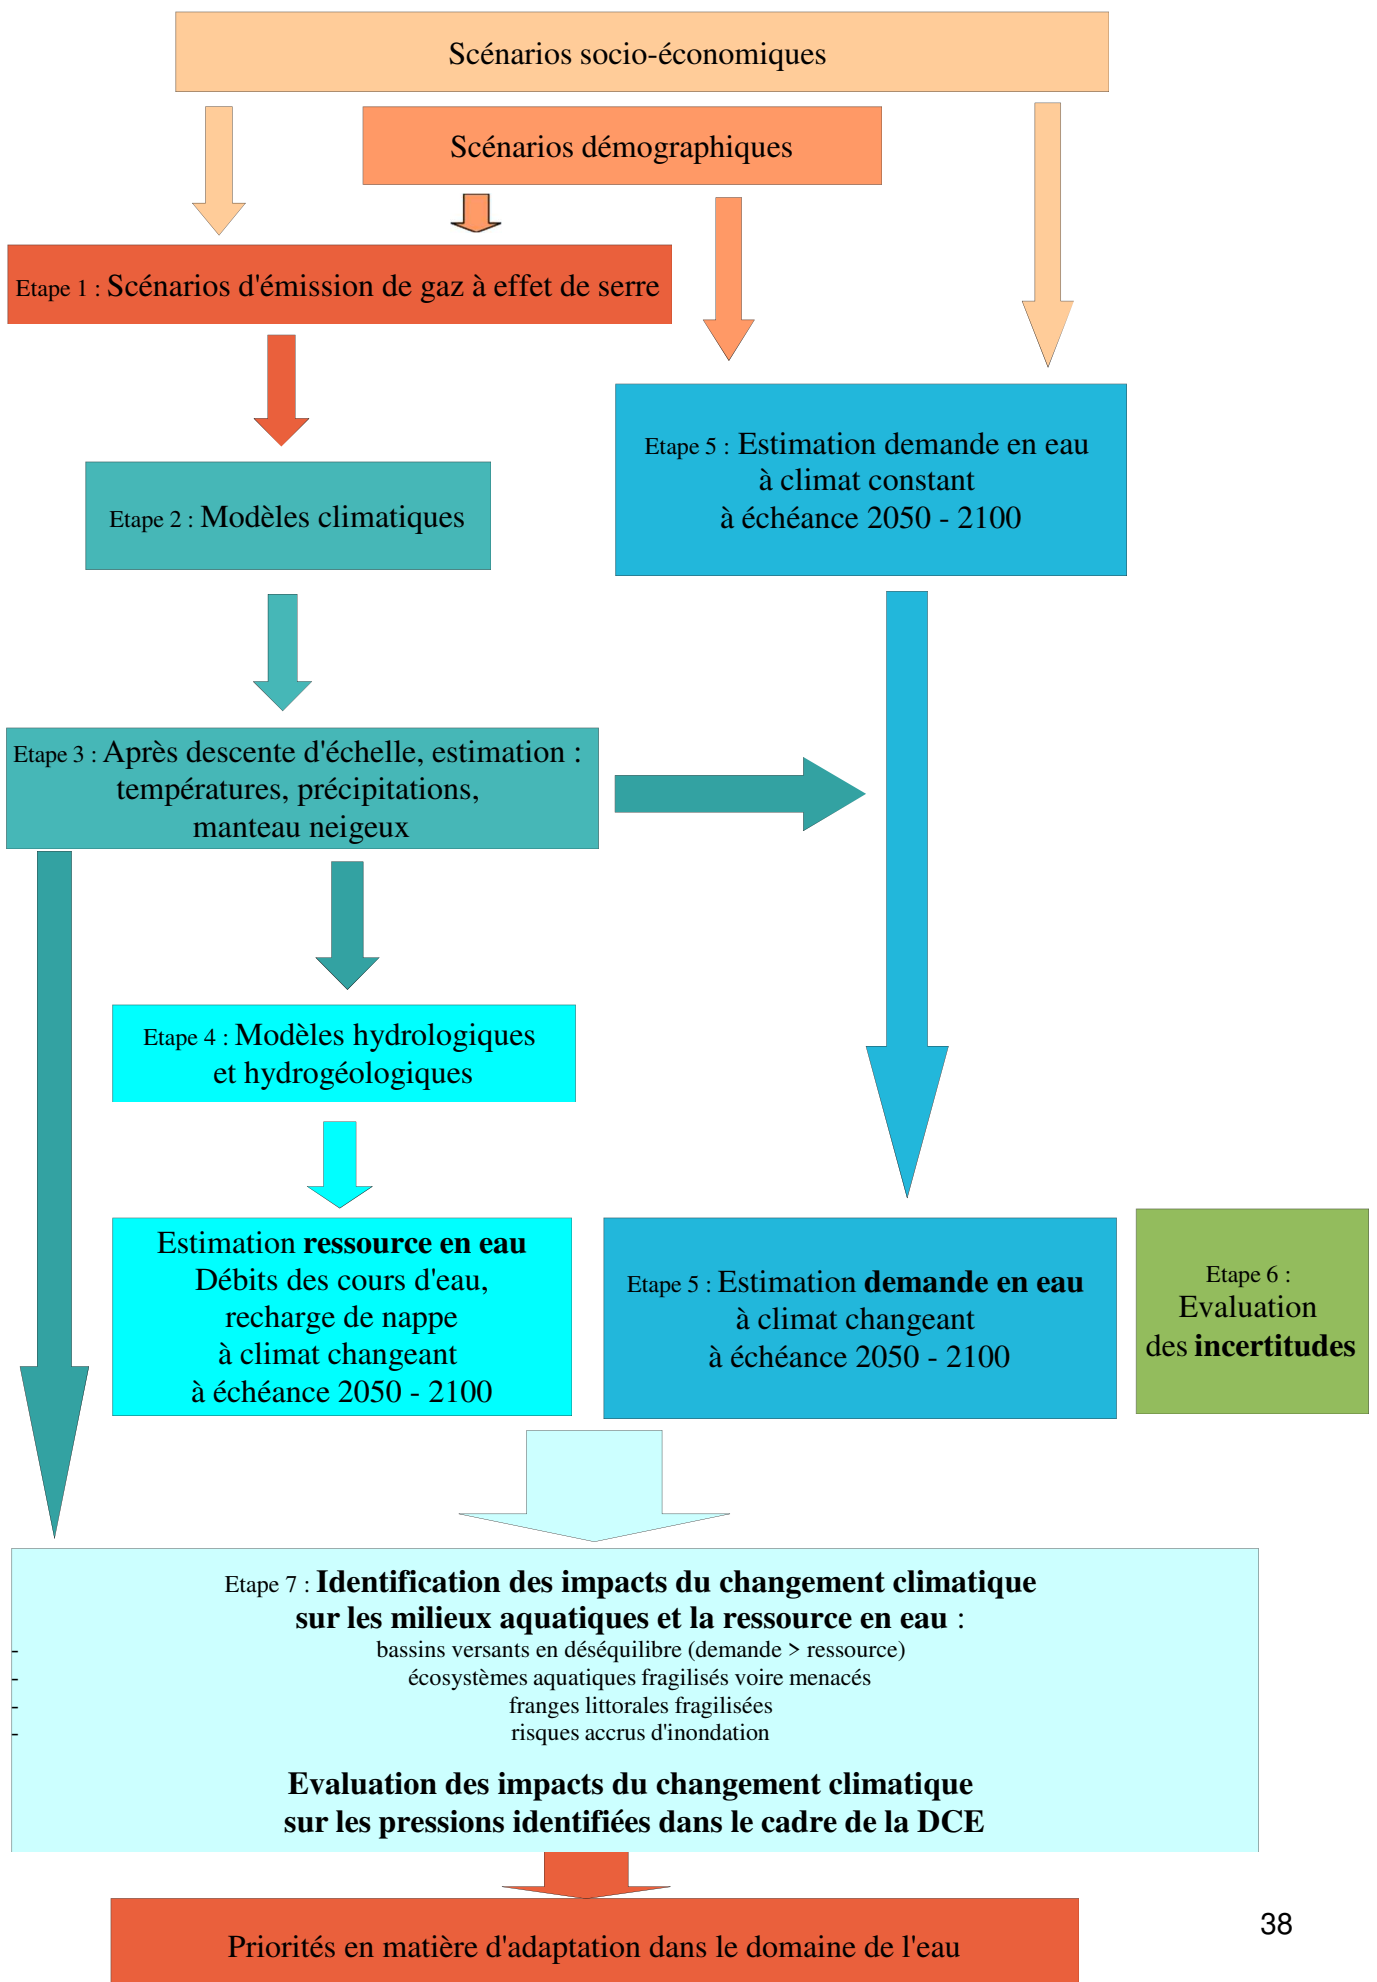 Scénarios socio-économiques
Scénarios démographiques
Etape 1 : Scénarios d'émission de gaz à effet de serre
Etape 5 : Estimation demande en eau
à climat constant
à échéance 2050 - 2100
Etape 2 : Modèles climatiques
Etape 3 : Après descente d'échelle, estimation :
températures, précipitations,
manteau neigeux
Etape 4 : Modèles hydrologiques
et hydrogéologiques
Estimation ressource en eau
Débits des cours d'eau,
recharge de nappe
à climat changeant
à échéance 2050 - 2100
Etape 5 : Estimation demande en eau
à climat changeant
à échéance 2050 - 2100
Etape 6 :
Evaluation
des incertitudes
Etape 7 : Identification des impacts du changement climatique
sur les milieux aquatiques et la ressource en eau :
- bassins versants en déséquilibre (demande > ressource)
- écosystèmes aquatiques fragilisés voire menacés
- franges littorales fragilisées
- risques accrus d'inondation
Evaluation des impacts du changement climatique
sur les pressions identifiées dans le cadre de la DCE
Priorités en matière d'adaptation dans le domaine de l'eau
38